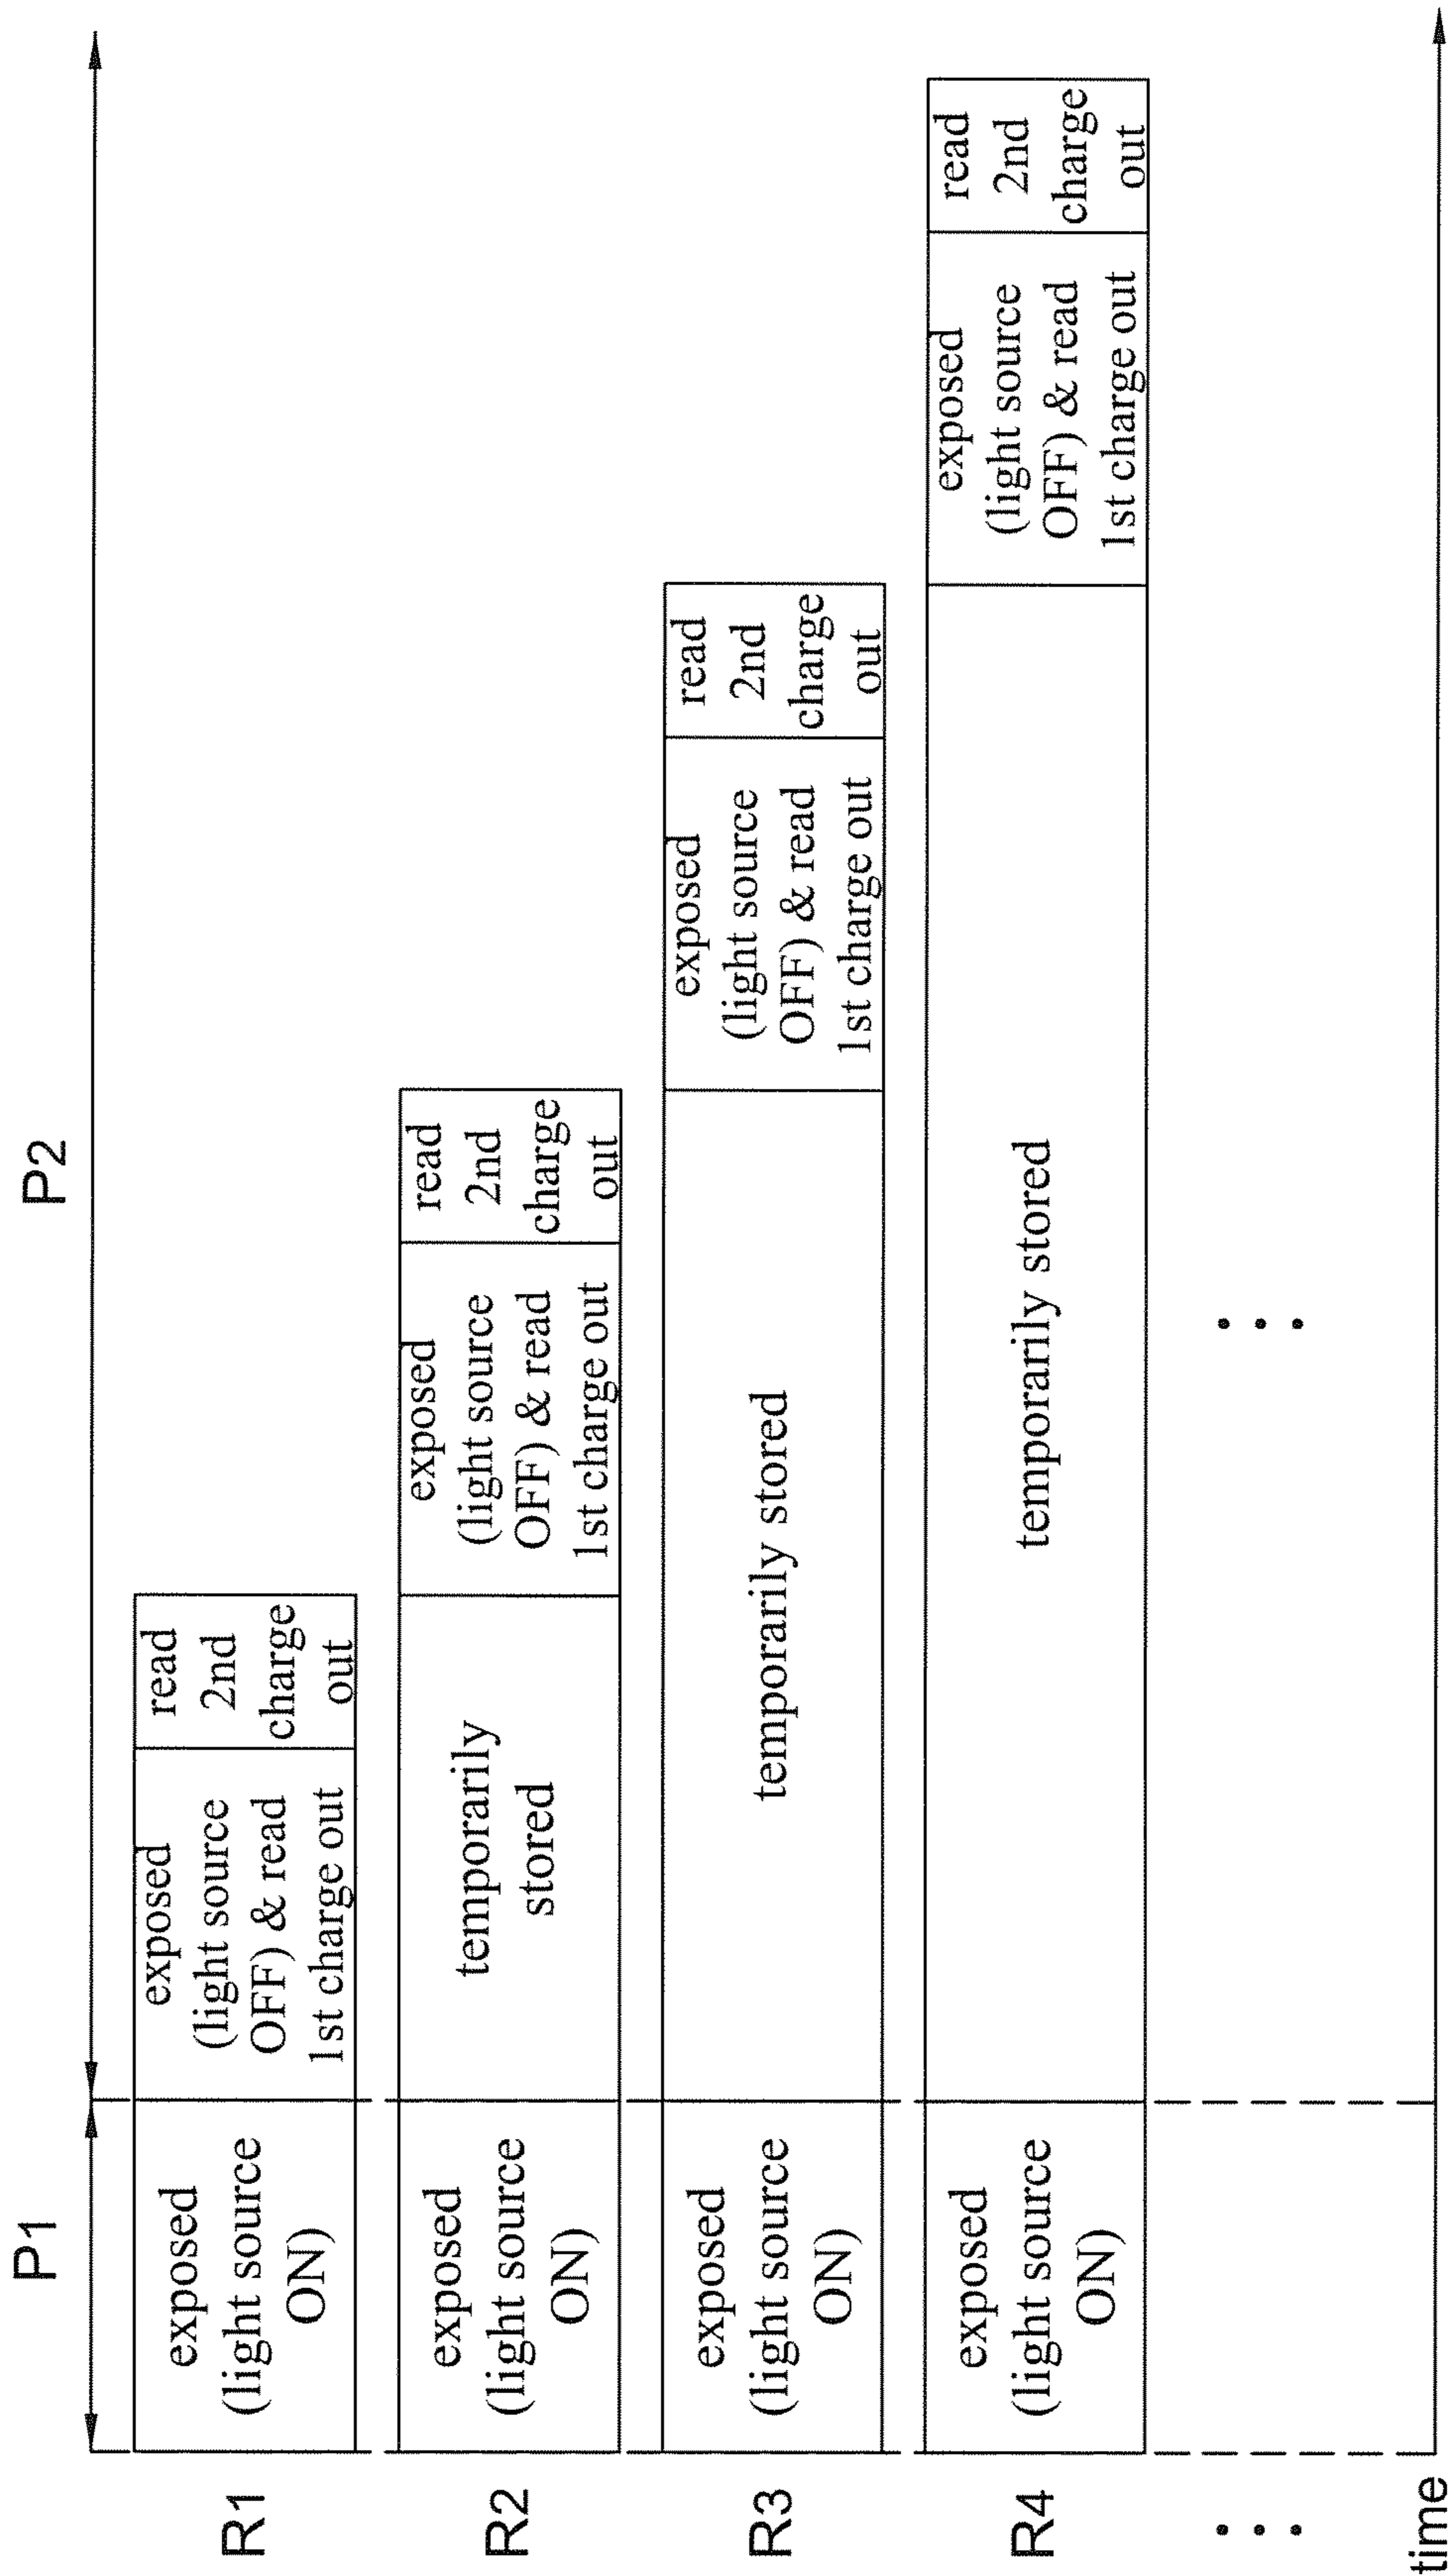 P1
P2
R1
exposed
(light source
ON)
exposed
(light source
OFF) & read
1st charge out
read
2nd
charge
out
R2
exposed
(light source
ON)
temporarily
stored
exposed
(light source
OFF) & read
1st charge out
read
2nd
charge
out
R3
exposed
(light source
ON)
temporarily stored
exposed
(light source
OFF) & read
1st charge out
read
2nd
charge
out
R4
exposed
(light source
ON)
temporarily stored
exposed
(light source
OFF) & read
1st charge out
read
2nd
charge
out
time